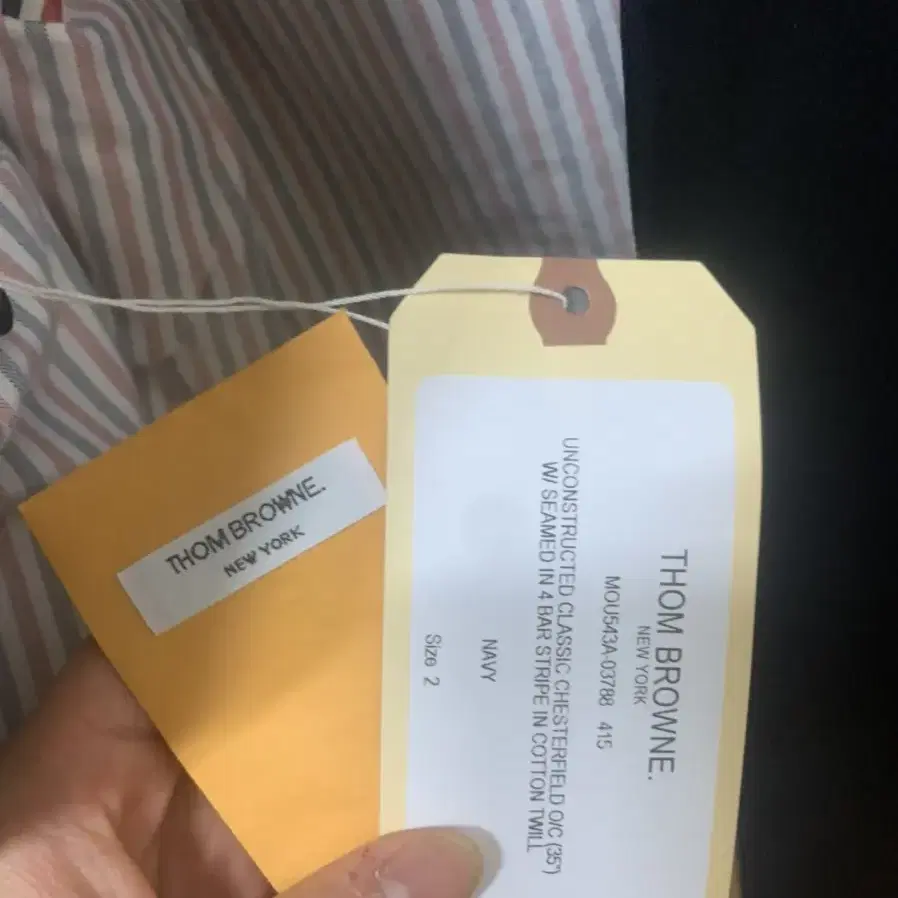 THOM BROWNE.
NEW YORK
THOM BROWNE.
NEW YORK
MOU543A-03788 415
UNCONSTRUCTED CLASSIC CHESTERFIELD O/C (35")
W/ SEAMED IN 4 BAR STRIPE IN COTTON TWILL
NAVY
Size 2